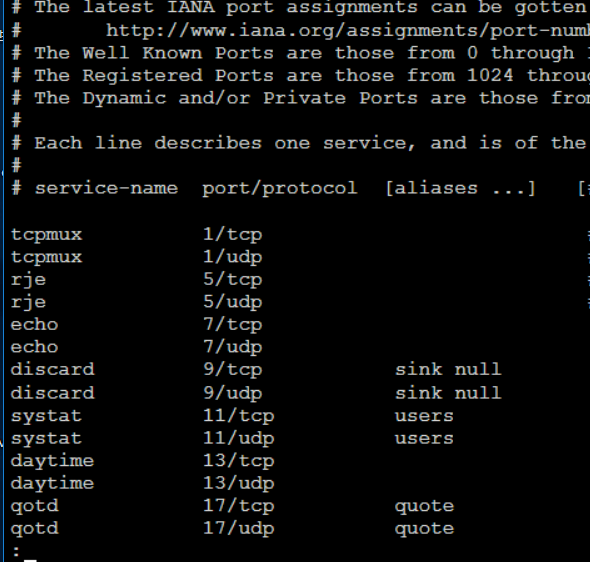 # The latest IANA port assignments can be gotten
#       http://www.iana.org/assignments/port-num
# The Well Known Ports are those from 0 through
# The Registered Ports are those from 1024 throu
# The Dynamic and/or Private Ports are those from
#
# Each line describes one service, and is of the
#
# service-name  port/protocol  [aliases ...]   [#
tcpmux          1/tcp
tcpmux          1/udp
rje             5/tcp
rje             5/udp
echo            7/tcp
echo            7/udp
discard         9/tcp           sink null
discard         9/udp           sink null
systat          11/tcp          users
systat          11/udp          users
daytime         13/tcp
daytime         13/udp
qotd            17/tcp          quote
qotd            17/udp          quote
: